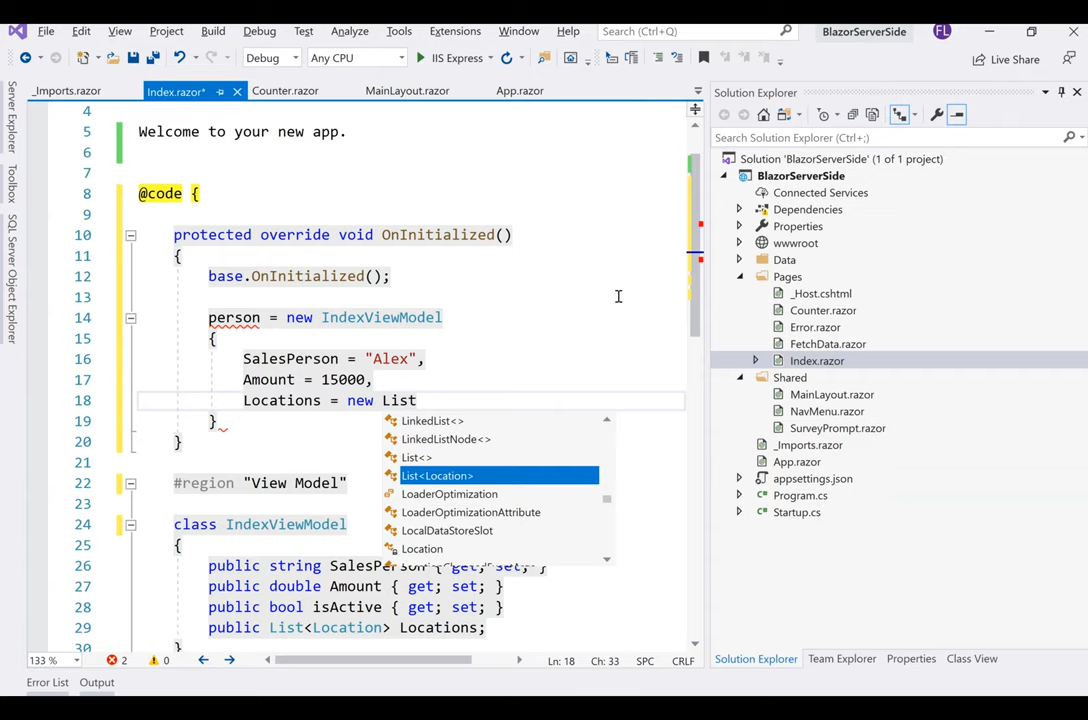 File Edit View Project Build Debug Test Analyze Tools Extensions Window Help Search (Ctrl+Q) BlazorServerSide FL
Debug Any CPU IIS Express Live Share
_Imports.razor Index.razor* Counter.razor MainLayout.razor App.razor
Server Explorer
Toolbox
SQL Server Object Explorer
4
5 Welcome to your new app.
6
7
8 @code {
9
10 protected override void OnInitialized()
11 {
12 base.OnInitialized();
13
14 person = new IndexViewModel
15 {
16 SalesPerson = "Alex",
17 Amount = 15000,
18 Locations = new List
19 }
20 }
21
22 #region "View Model"
23
24 class IndexViewModel
25 {
26 public string SalesPerson { get; set; }
27 public double Amount { get; set; }
28 public bool isActive { get; set; }
29 public List<Location> Locations;
30 }
LinkedList<>
LinkedListNode<>
List<>
List<Location>
LoaderOptimization
LoaderOptimizationAttribute
LocalDataStoreSlot
Location
133 % 2 0 Ln: 18 Ch: 33 SPC CRLF
Error List Output
Solution Explorer
Search Solution Explorer (Ctrl+;)
Solution 'BlazorServerSide' (1 of 1 project)
BlazorServerSide
Connected Services
Dependencies
Properties
wwwroot
Data
Pages
_Host.cshtml
Counter.razor
Error.razor
FetchData.razor
Index.razor
Shared
MainLayout.razor
NavMenu.razor
SurveyPrompt.razor
_Imports.razor
App.razor
appsettings.json
Program.cs
Startup.cs
Solution Explorer Team Explorer Properties Class View